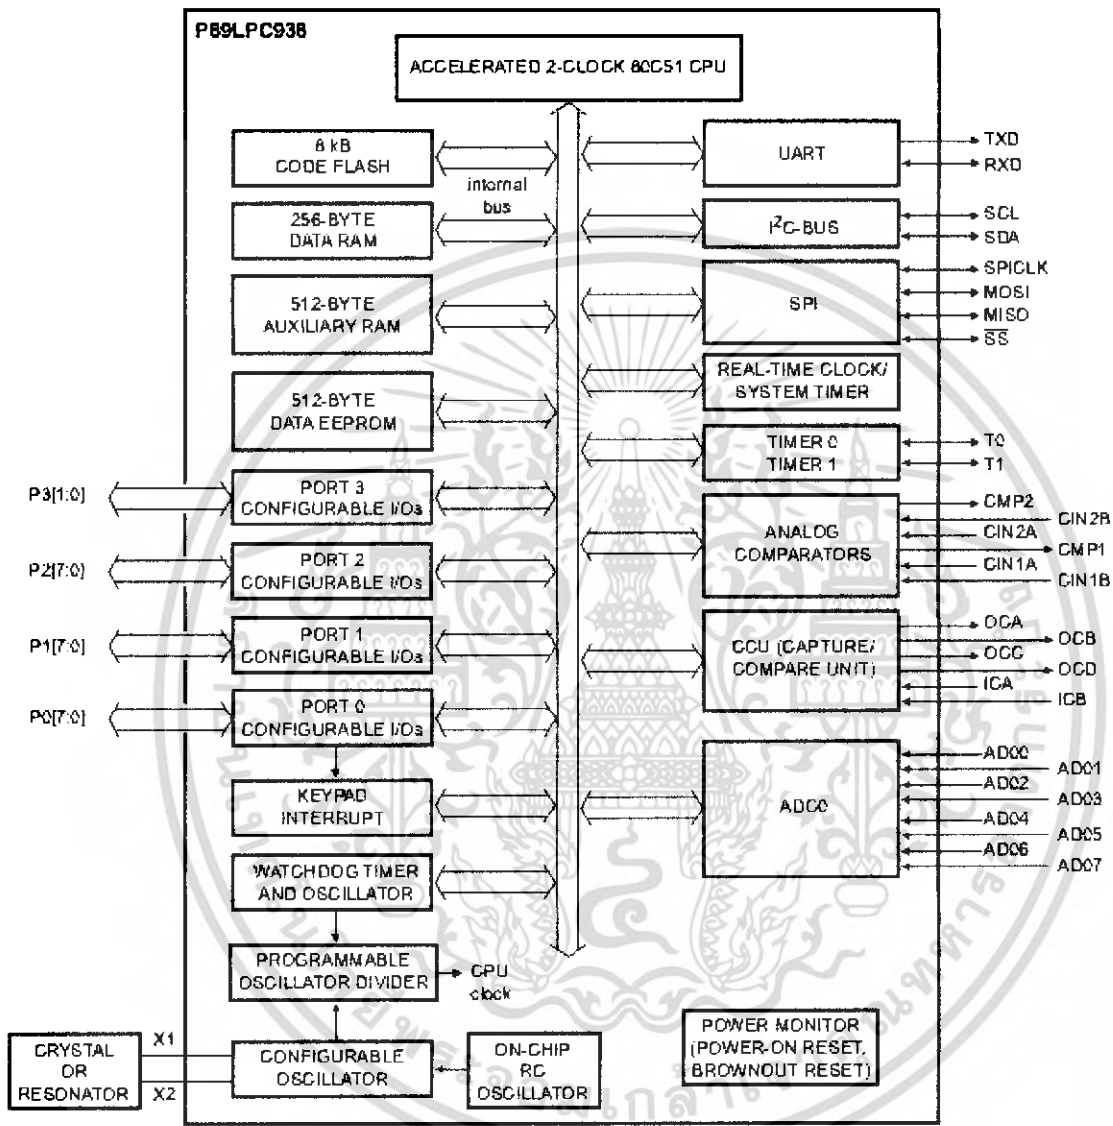 P89LPC938
ACCELERATED 2-CLOCK 80C51 CPU
8 kB
CODE FLASH
internal
bus
256-BYTE
DATA RAM
512-BYTE
AUXILIARY RAM
512-BYTE
DATA EEPROM
P3[1:0]
PORT 3
CONFIGURABLE I/Os
P2[7:0]
PORT 2
CONFIGURABLE I/Os
P1[7:0]
PORT 1
CONFIGURABLE I/Os
P0[7:0]
PORT 0
CONFIGURABLE I/Os
KEYPAD
INTERRUPT
WATCHDOG TIMER
AND OSCILLATOR
PROGRAMMABLE
OSCILLATOR DIVIDER
CPU
clock
CRYSTAL
OR
RESONATOR
X1
X2
CONFIGURABLE
OSCILLATOR
ON-CHIP
RC
OSCILLATOR
UART
TXD
RXD
I²C-BUS
SCL
SDA
SPI
SPICLK
MOSI
MISO
SS
REAL-TIME CLOCK/
SYSTEM TIMER
TIMER 0
TIMER 1
T0
T1
ANALOG
COMPARATORS
CMP2
CIN2B
CIN2A
CMP1
CIN1A
CIN1B
CCU (CAPTURE/
COMPARE UNIT)
OCA
OCB
OCC
OCD
ICA
ICB
ADC0
AD00
AD01
AD02
AD03
AD04
AD05
AD06
AD07
POWER MONITOR
(POWER-ON RESET,
BROWNOUT RESET)